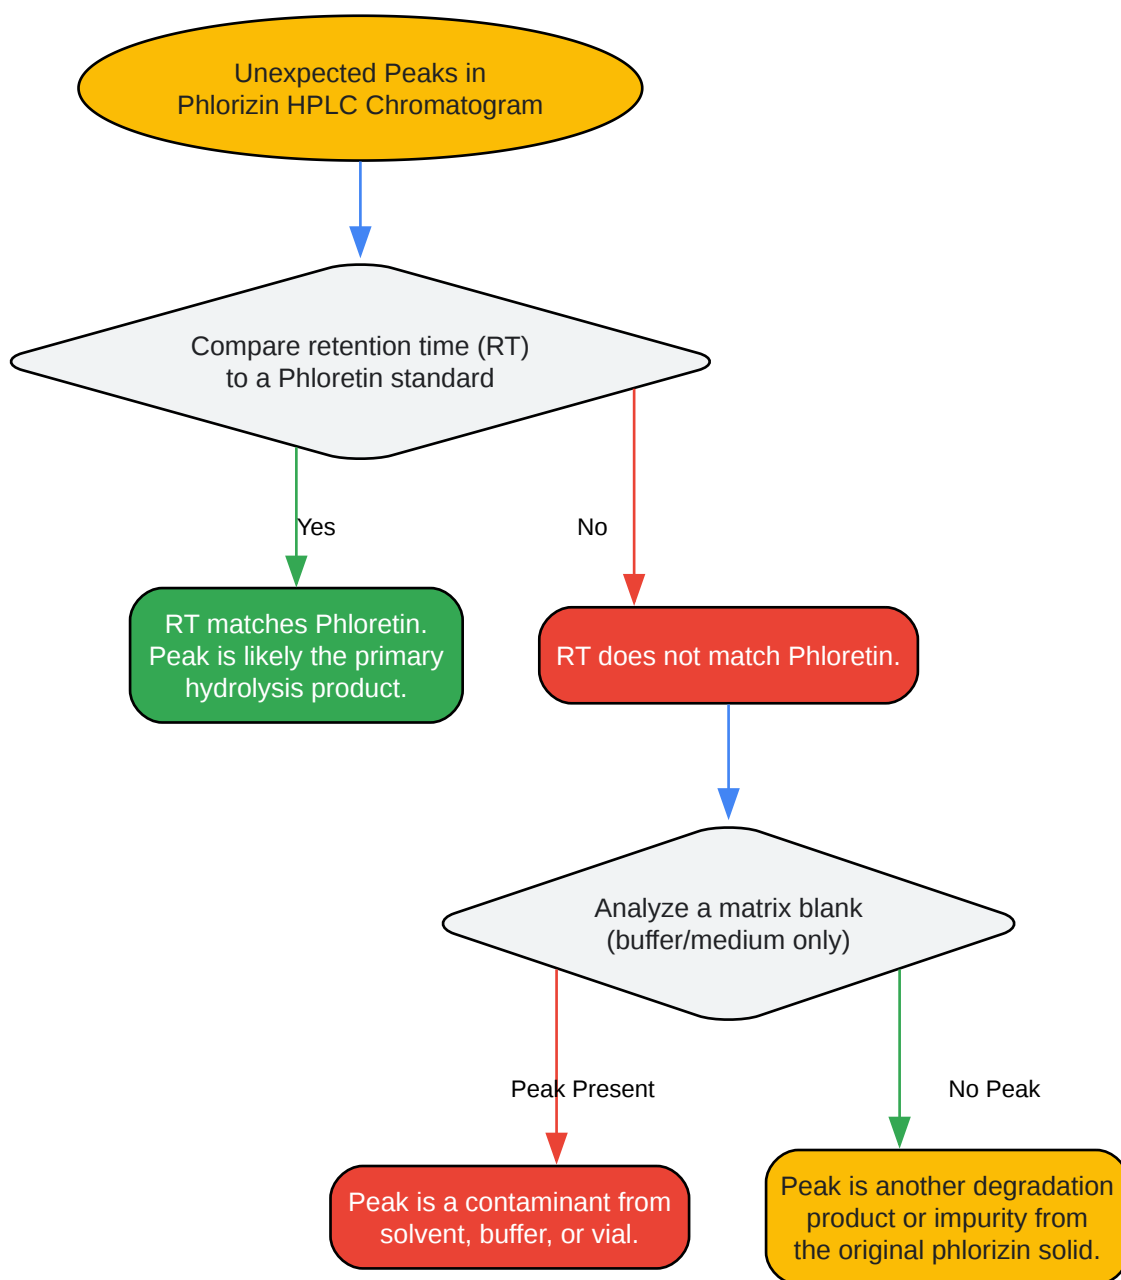 Unexpected Peaks in
Phlorizin HPLC Chromatogram
Compare retention time (RT)
to a Phloretin standard
Yes
No
RT matches Phloretin.
Peak is likely the primary
hydrolysis product.
RT does not match Phloretin.
Analyze a matrix blank
(buffer/medium only)
Peak Present
No Peak
Peak is a contaminant from
solvent, buffer, or vial.
Peak is another degradation
product or impurity from
the original phlorizin solid.